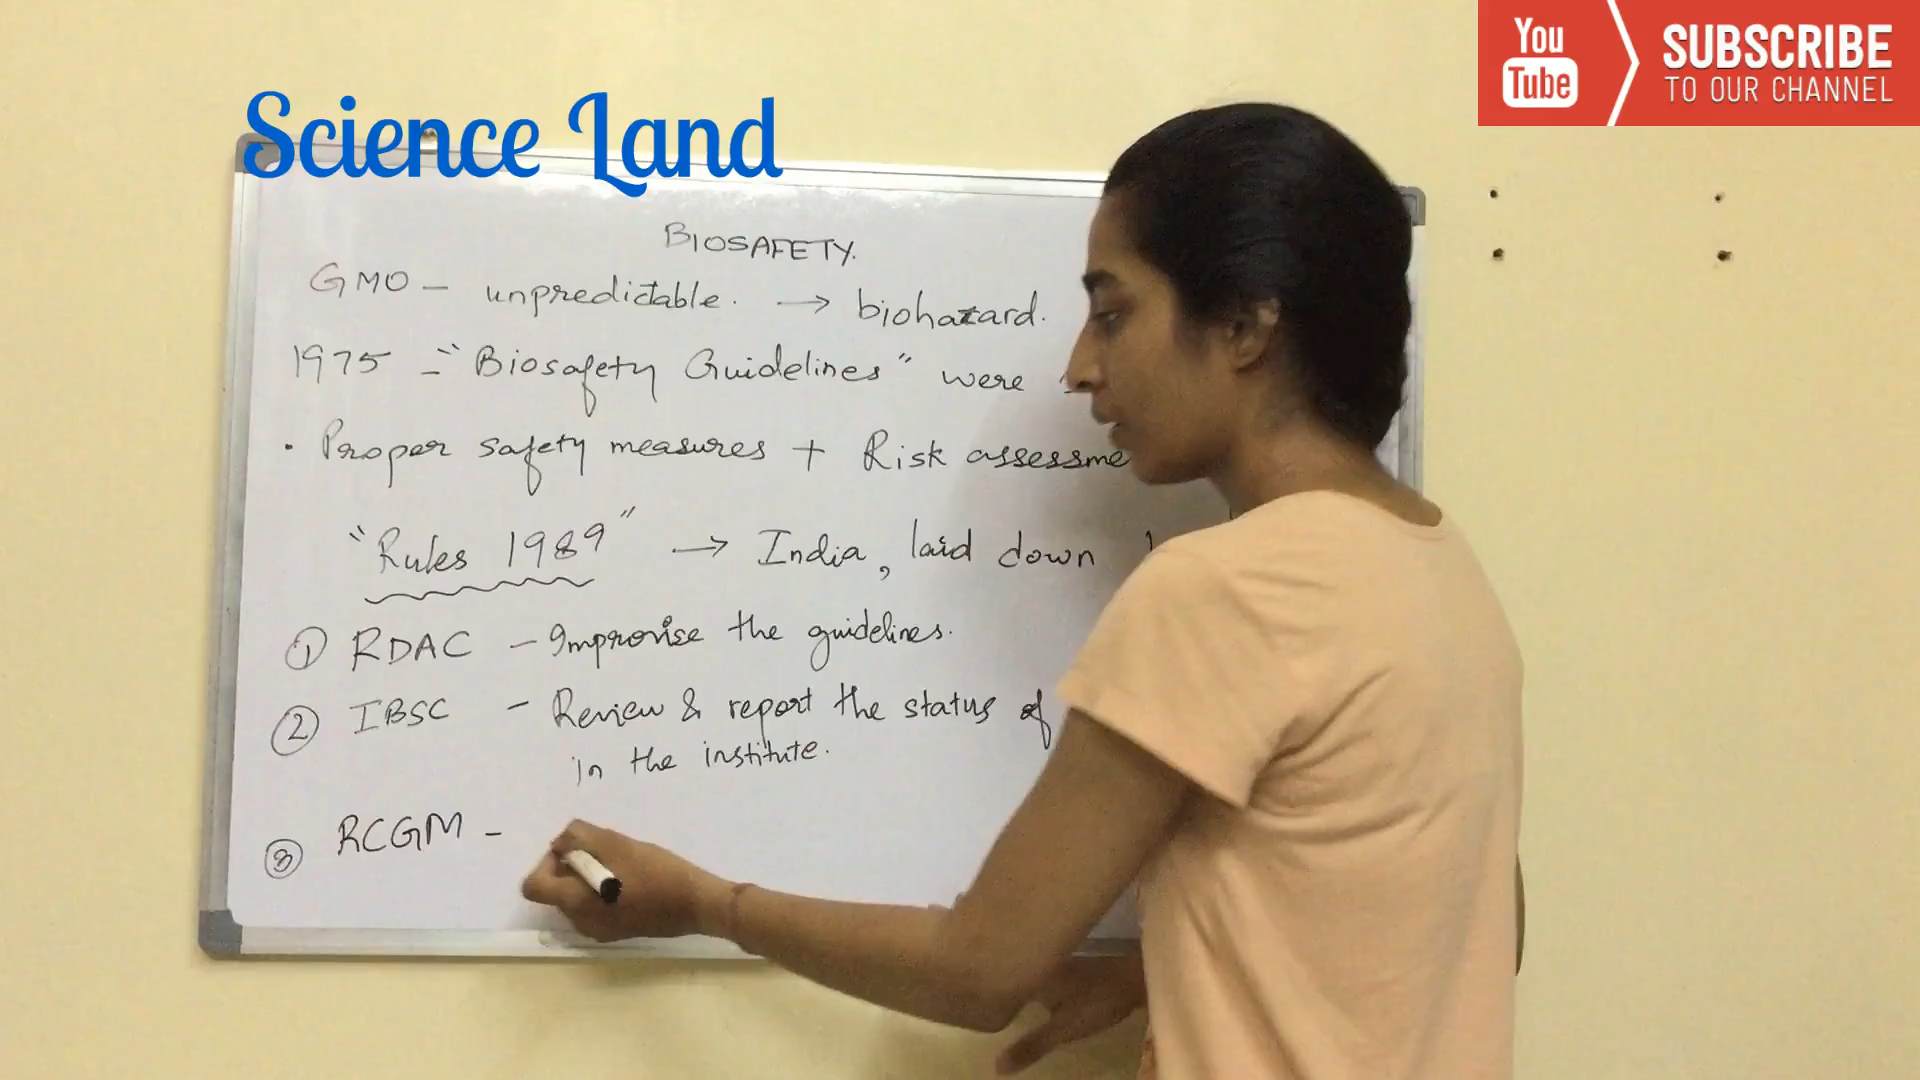 You
Tube
SUBSCRIBE
TO OUR CHANNEL
Science Land
BIOSAFETY.
GMO - unpredictable. → biohazard.
1975 - "Biosafety Guidelines" were
• Proper safety measures + Risk assessme
"Rules 1989" → India, laid down
① RDAC - Improvise the guidelines.
② IBSC - Review & report the status of
in the institute.
③ RCGM -